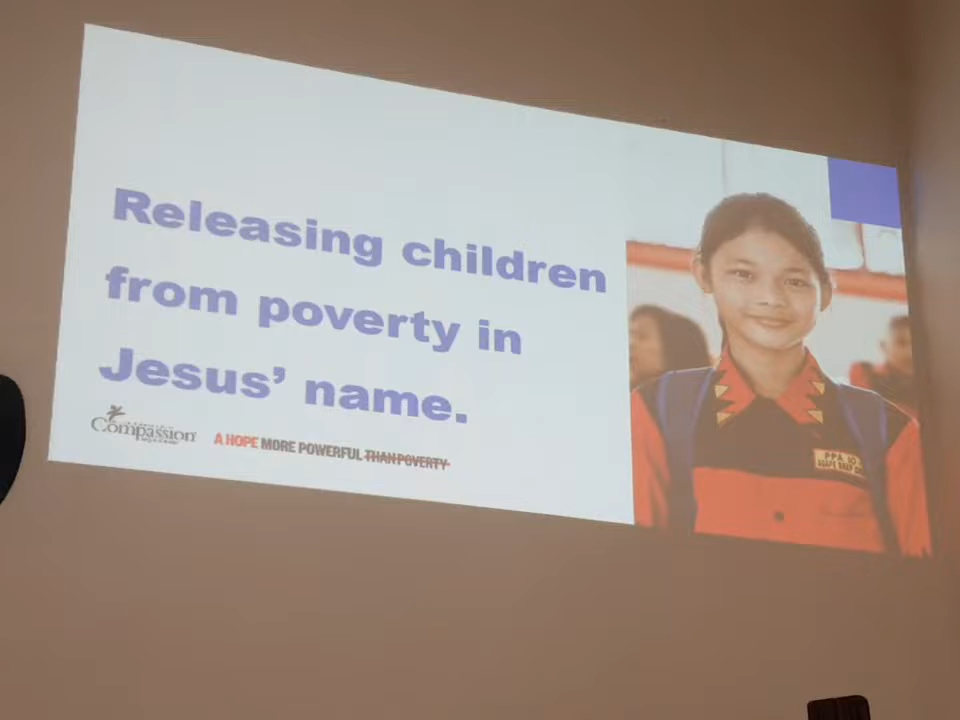 Releasing children
from poverty in
Jesus’ name.
Compassion
A HOPE MORE POWERFUL THAN POVERTY
PPA IO